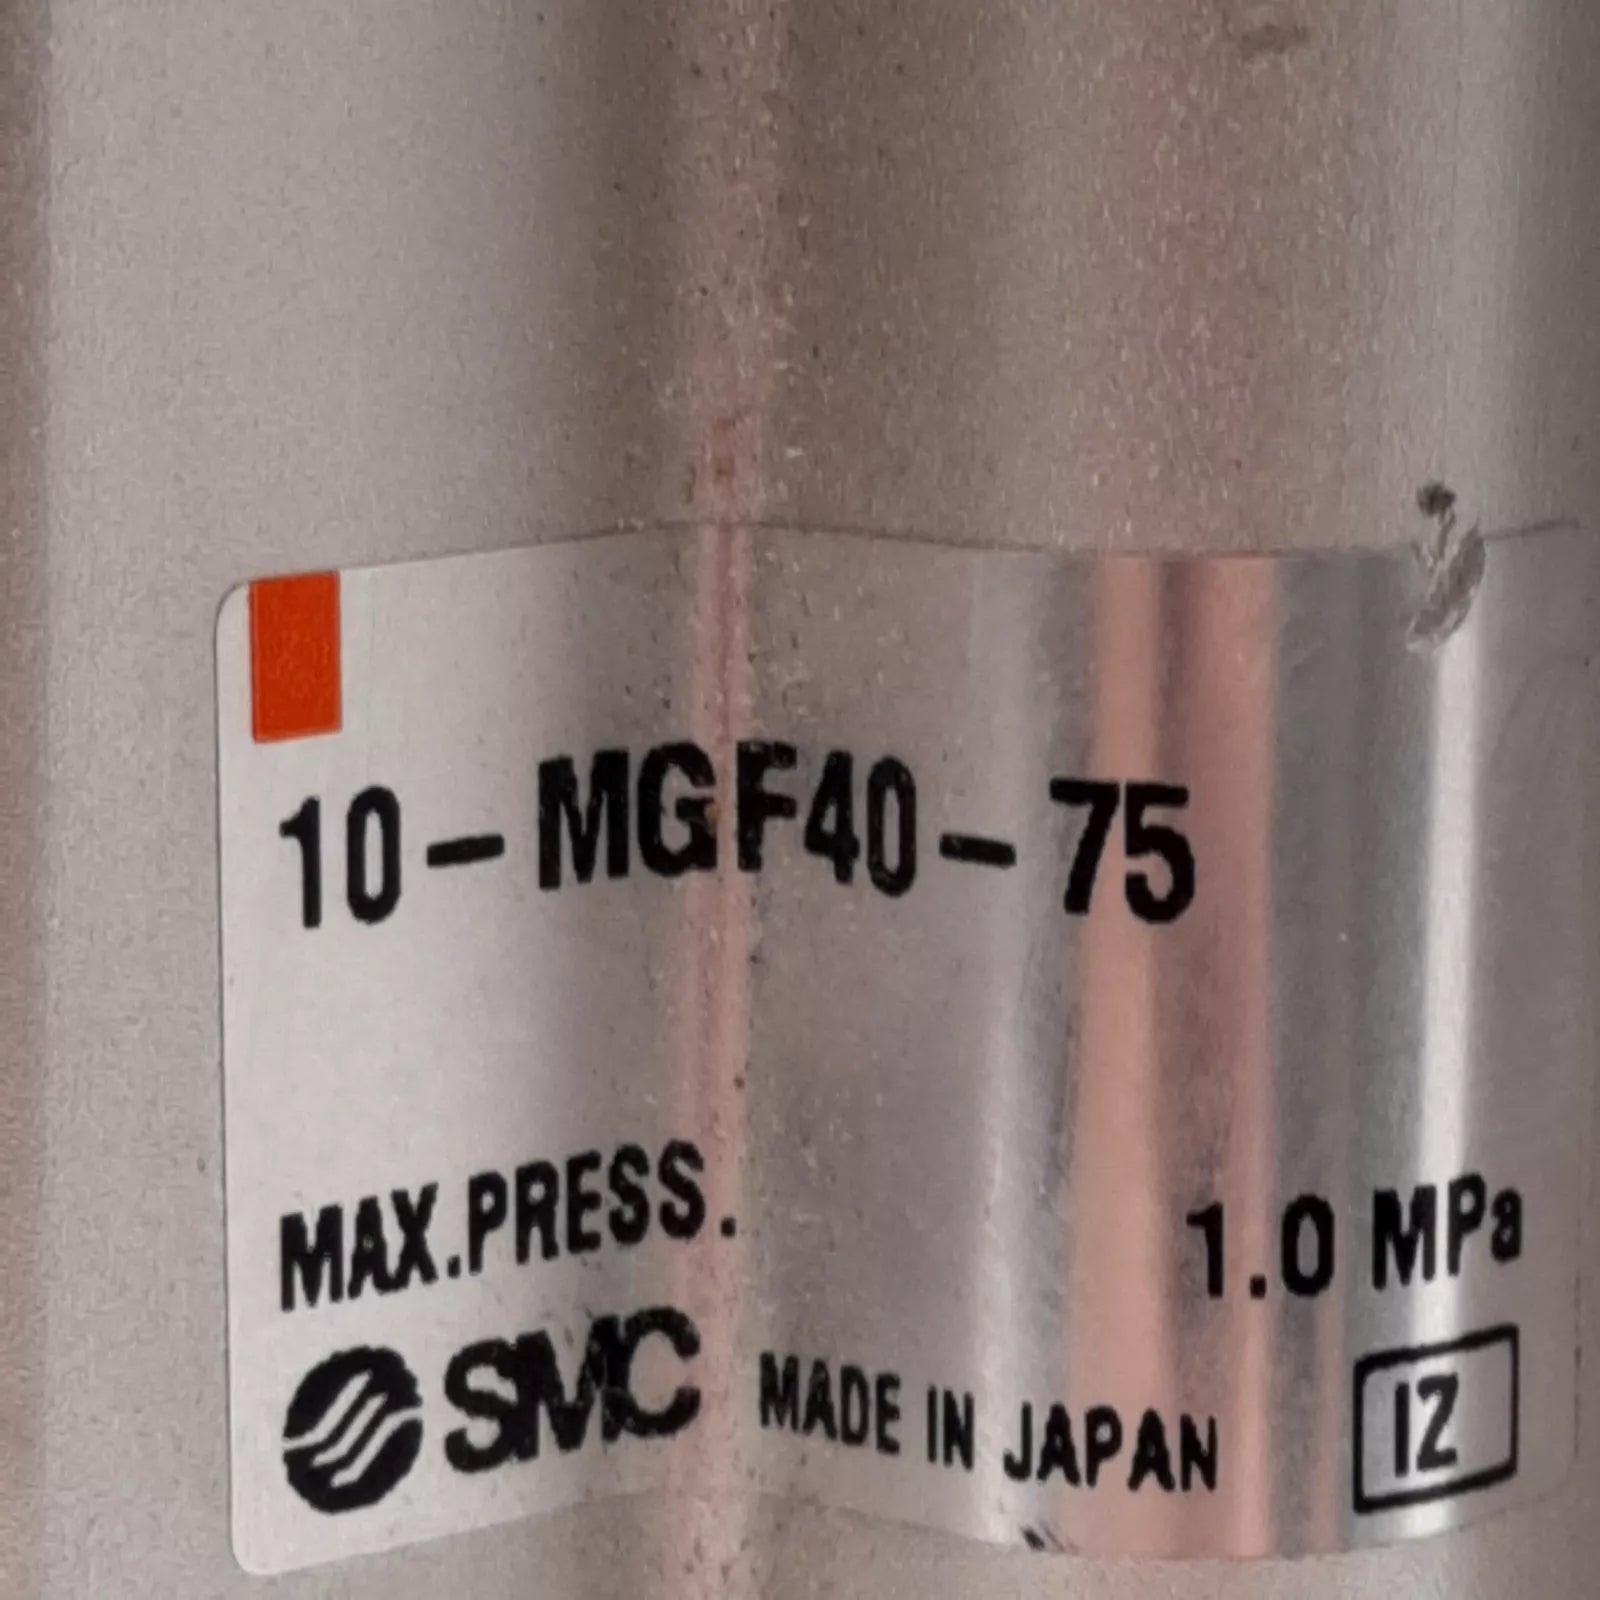 10-MGF40-75
MAX.PRESS. 1.0 MPa
SMC MADE IN JAPAN IZ